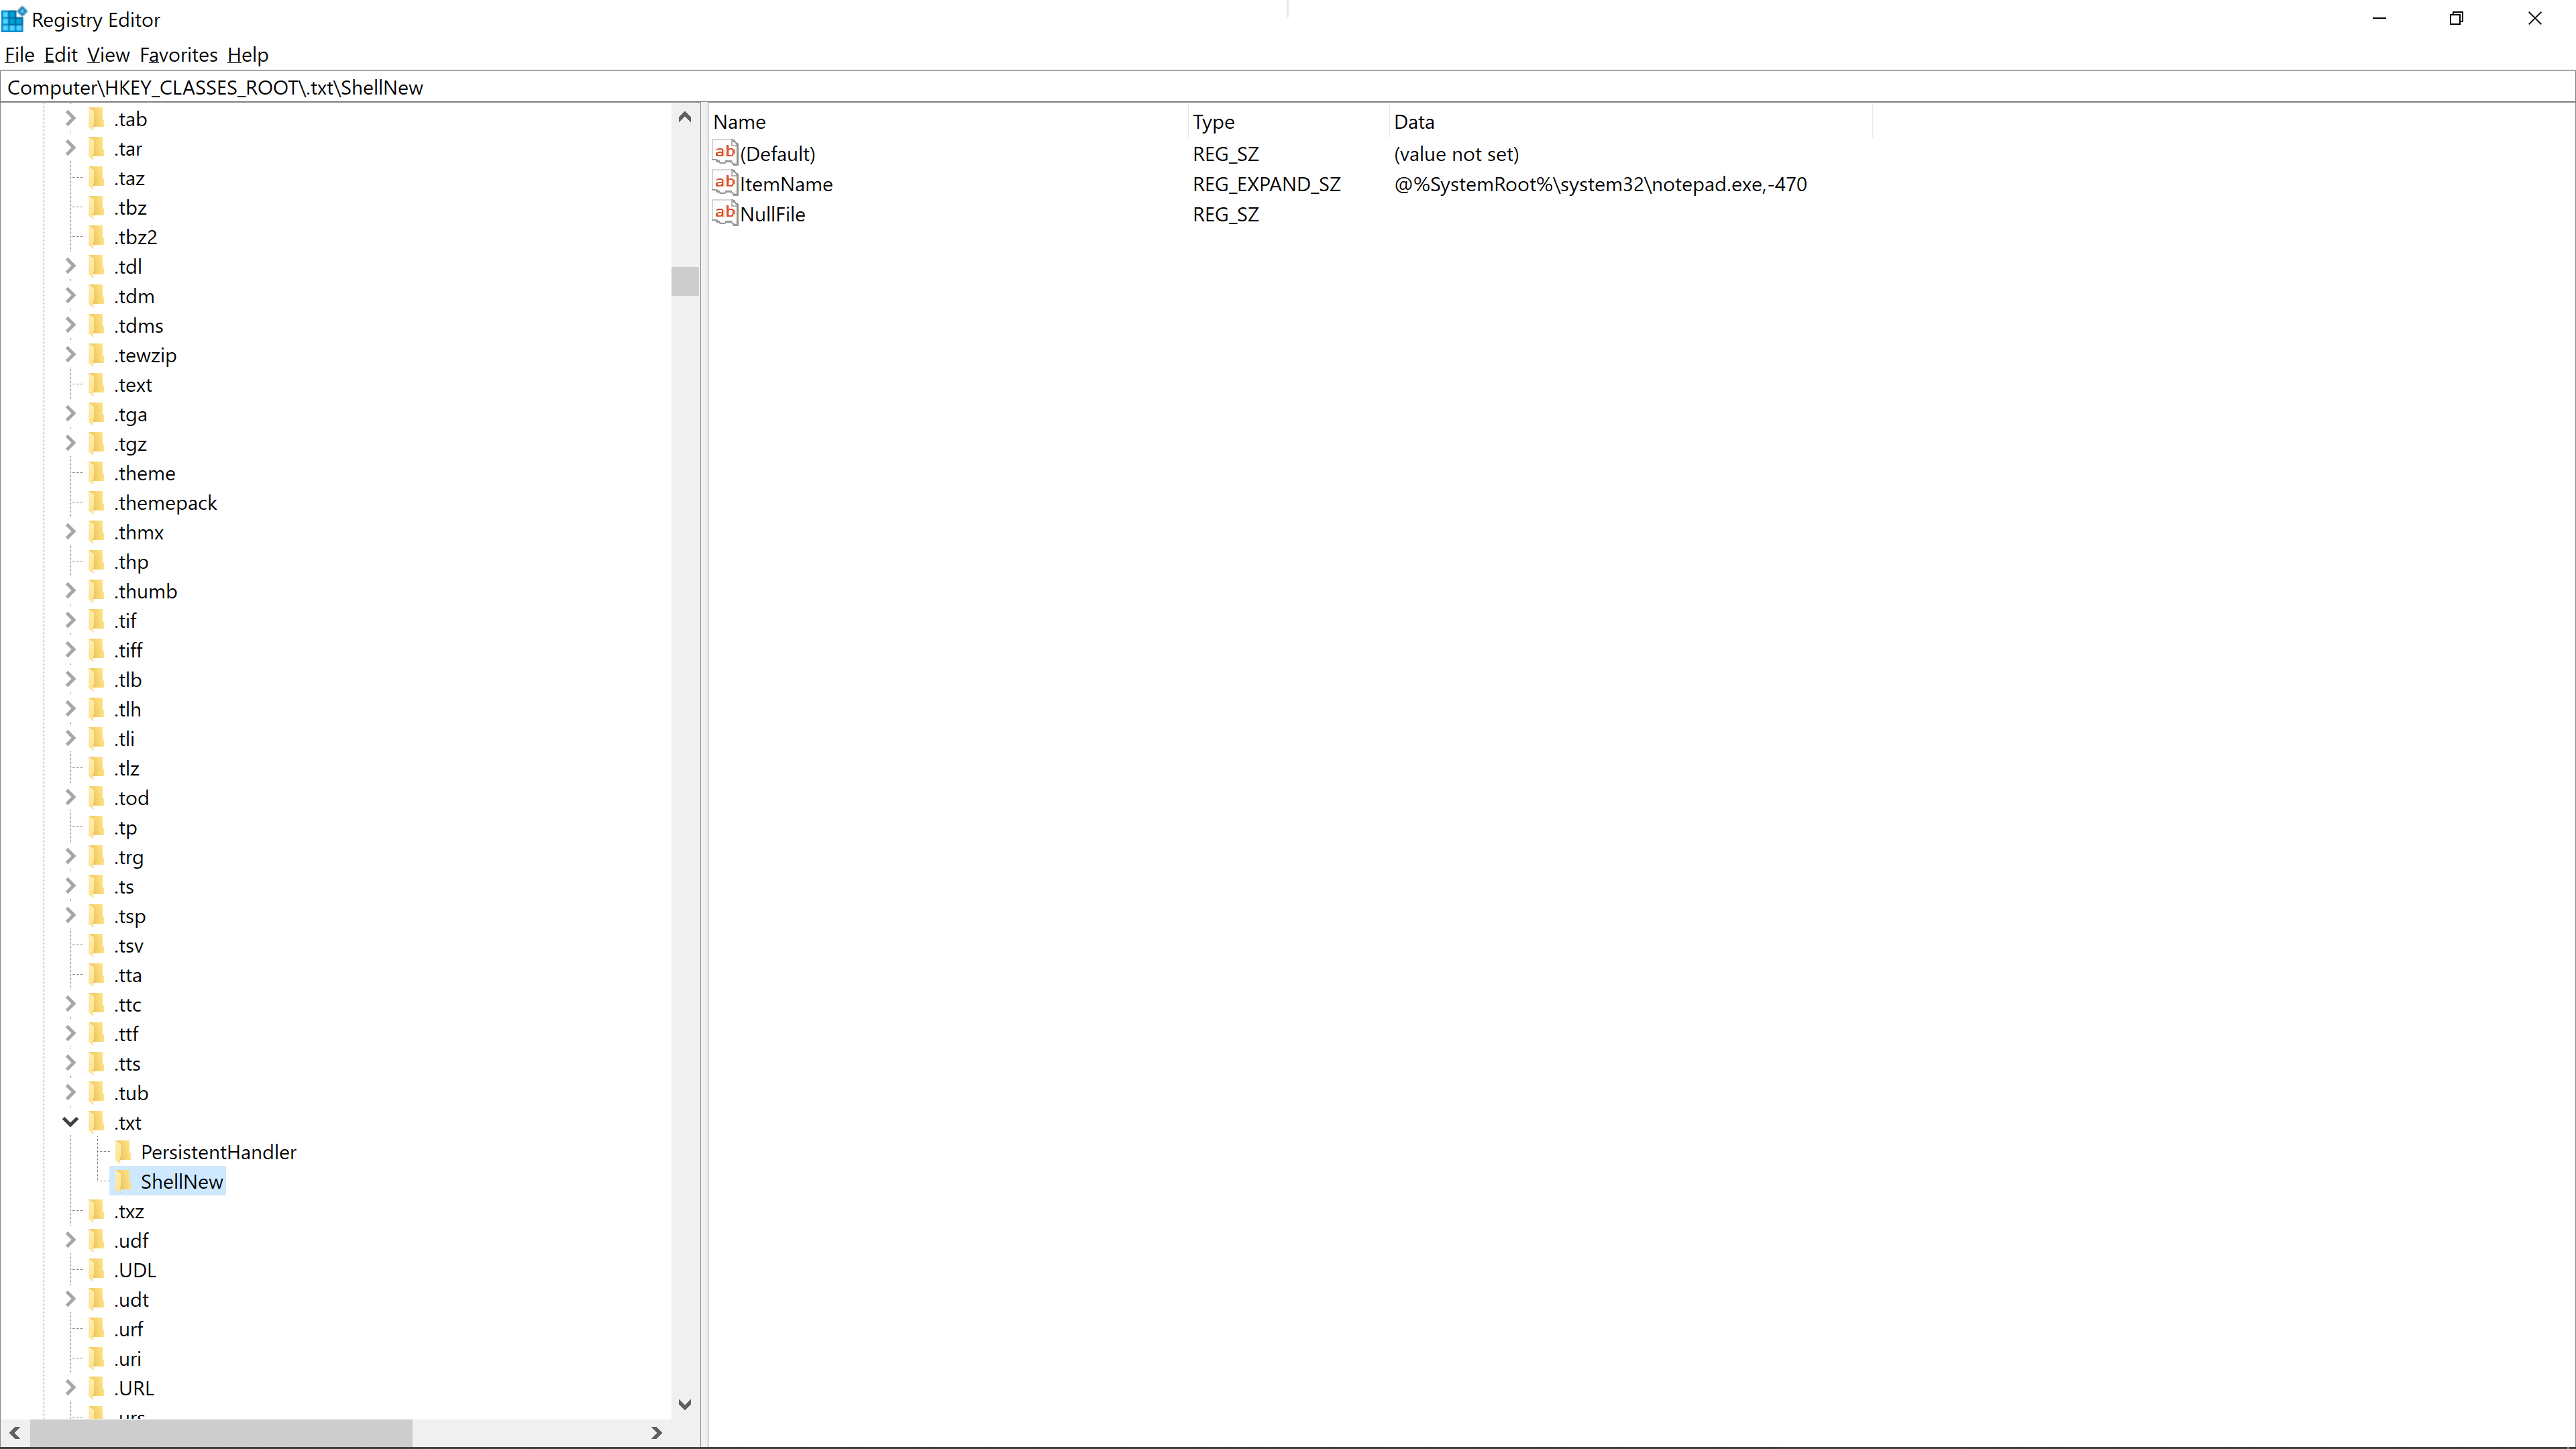 Registry Editor
File Edit View Favorites Help
Computer\HKEY_CLASSES_ROOT\.txt\ShellNew
.tab
.tar
.taz
.tbz
.tbz2
.tdl
.tdm
.tdms
.tewzip
.text
.tga
.tgz
.theme
.themepack
.thmx
.thp
.thumb
.tif
.tiff
.tlb
.tlh
.tli
.tlz
.tod
.tp
.trg
.ts
.tsp
.tsv
.tta
.ttc
.ttf
.tts
.tub
.txt
PersistentHandler
ShellNew
.txz
.udf
.UDL
.udt
.urf
.uri
.URL
Name Type Data
ab (Default) REG_SZ (value not set)
ab ItemName REG_EXPAND_SZ @%SystemRoot%\system32\notepad.exe,-470
ab NullFile REG_SZ